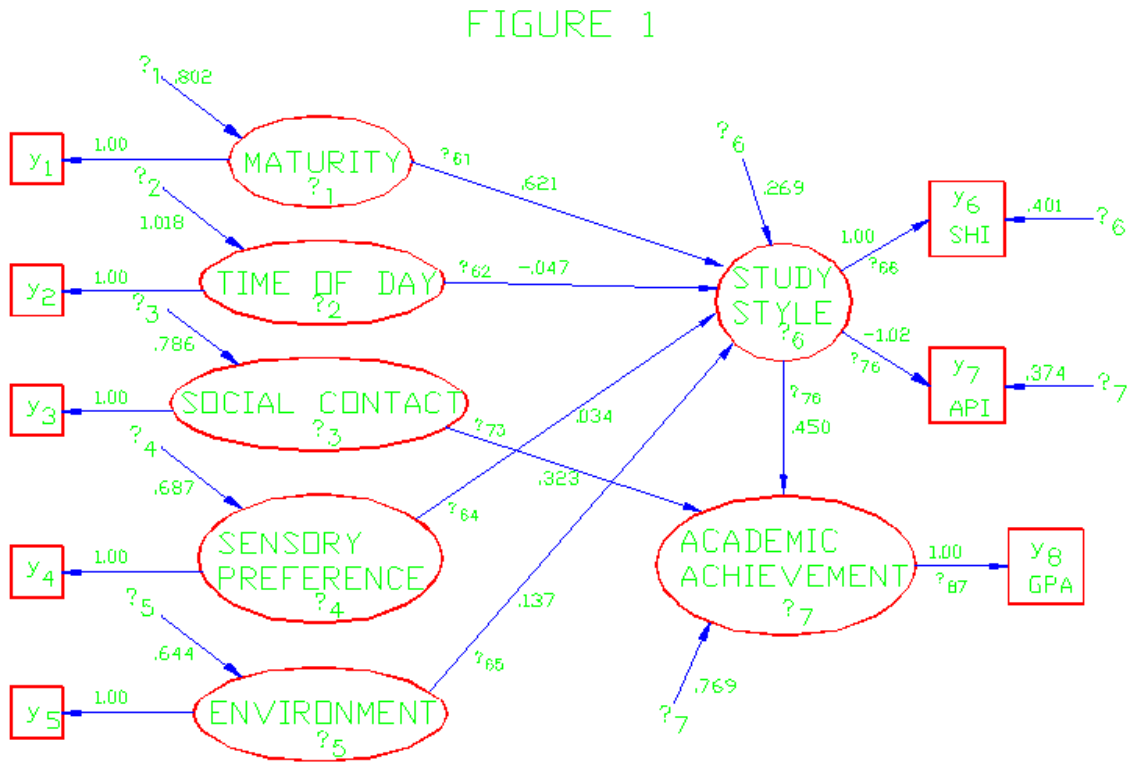 FIGURE 1
?1 .802
y1
1.00
MATURITY
?1
?61
.621
?2
1.018
y2
1.00
TIME OF DAY
?2
?62 -.047
?3
.786
y3
1.00
SOCIAL CONTACT
?3
?73
.323
?4
.687
y4
1.00
SENSORY
PREFERENCE
?4
?64
.034
?5
.644
y5
1.00
ENVIRONMENT
?5
?65
.137
?6
.269
STUDY
STYLE
?6
1.00
?66
y6
SHI
.401
?6
-1.02
?76
y7
API
.374
?7
?76
.450
ACADEMIC
ACHIEVEMENT
?7
1.00
?87
y8
GPA
.769
?7